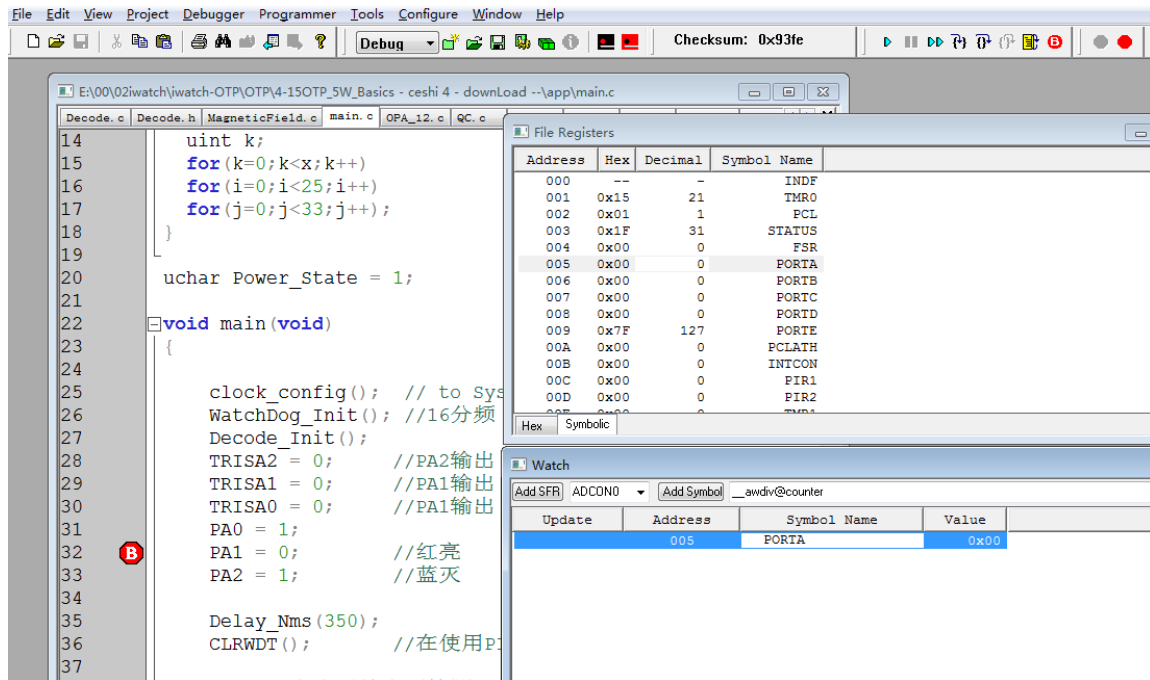 File Edit View Project Debugger Programmer Tools Configure Window Help
Debug Checksum: 0x93fe
E:\00\02iwatch\iwatch-OTP\OTP\4-15OTP_5W_Basics - ceshi 4 - downLoad --\app\main.c
Decode.c Decode.h MagneticField.c main.c OPA_12.c QC.c
14 uint k;
15 for(k=0;k<x;k++)
16 for(i=0;i<25;i++)
17 for(j=0;j<33;j++);
18 }
19
20 uchar Power_State = 1;
21
22 void main(void)
23 {
24
25 clock_config(); // to Sys
26 WatchDog_Init(); //16分频
27 Decode_Init();
28 TRISA2 = 0; //PA2输出
29 TRISA1 = 0; //PA1输出
30 TRISA0 = 0; //PA1输出
31 PA0 = 1;
32 B PA1 = 0; //红亮
33 PA2 = 1; //蓝灭
34
35 Delay_Nms(350);
36 CLRWDT(); //在使用P
37
File Registers
Address Hex Decimal Symbol Name
000 -- - INDF
001 0x15 21 TMR0
002 0x01 1 PCL
003 0x1F 31 STATUS
004 0x00 0 FSR
005 0x00 0 PORTA
006 0x00 0 PORTB
007 0x00 0 PORTC
008 0x00 0 PORTD
009 0x7F 127 PORTE
00A 0x00 0 PCLATH
00B 0x00 0 INTCON
00C 0x00 0 PIR1
00D 0x00 0 PIR2
Hex Symbolic
Watch
Add SFR ADCON0 Add Symbol __awdiv@counter
Update Address Symbol Name Value
005 PORTA 0x00